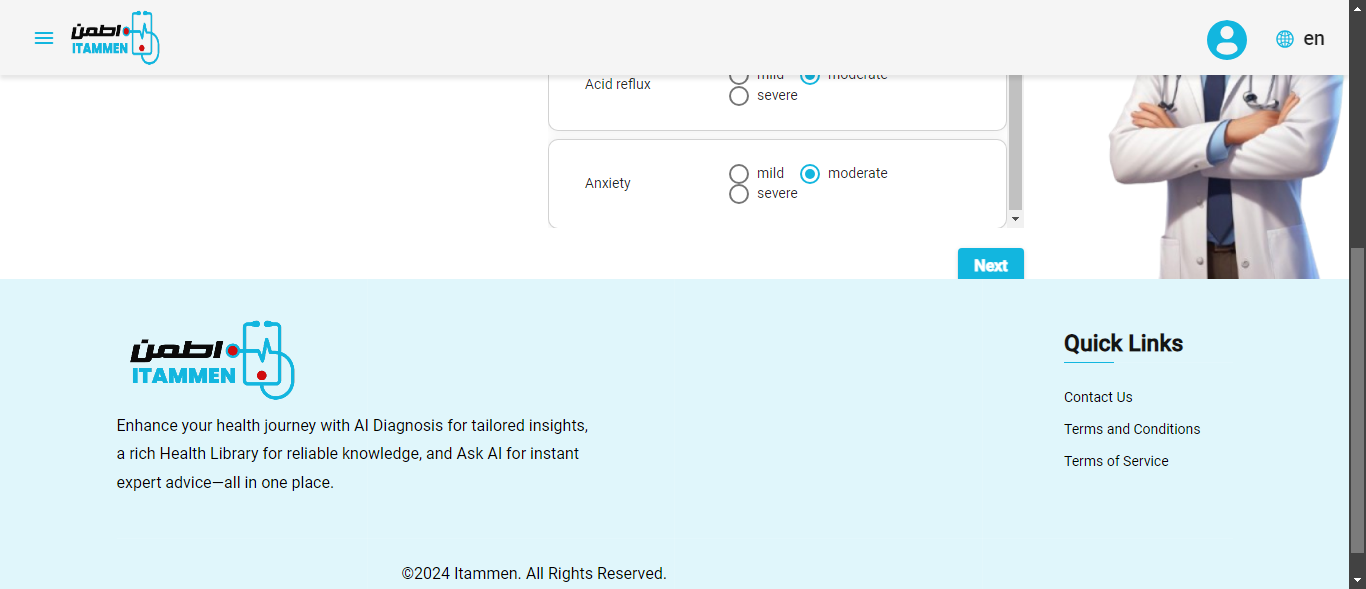 اطمن
ITAMMEN
en
mild moderate
Acid reflux
severe
mild moderate
Anxiety
severe
Next
اطمن
ITAMMEN
Enhance your health journey with AI Diagnosis for tailored insights,
a rich Health Library for reliable knowledge, and Ask AI for instant
expert advice—all in one place.
Quick Links
Contact Us
Terms and Conditions
Terms of Service
©2024 Itammen. All Rights Reserved.